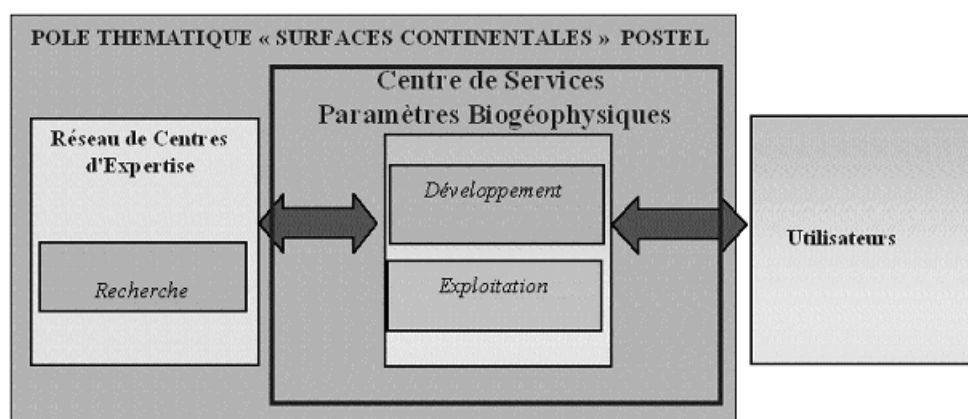 POLE THEMATIQUE « SURFACES CONTINENTALES » POSTEL
Centre de Services
Paramètres Biogéophysiques
Réseau de Centres
d'Expertise
Recherche
Développement
Exploitation
Utilisateurs